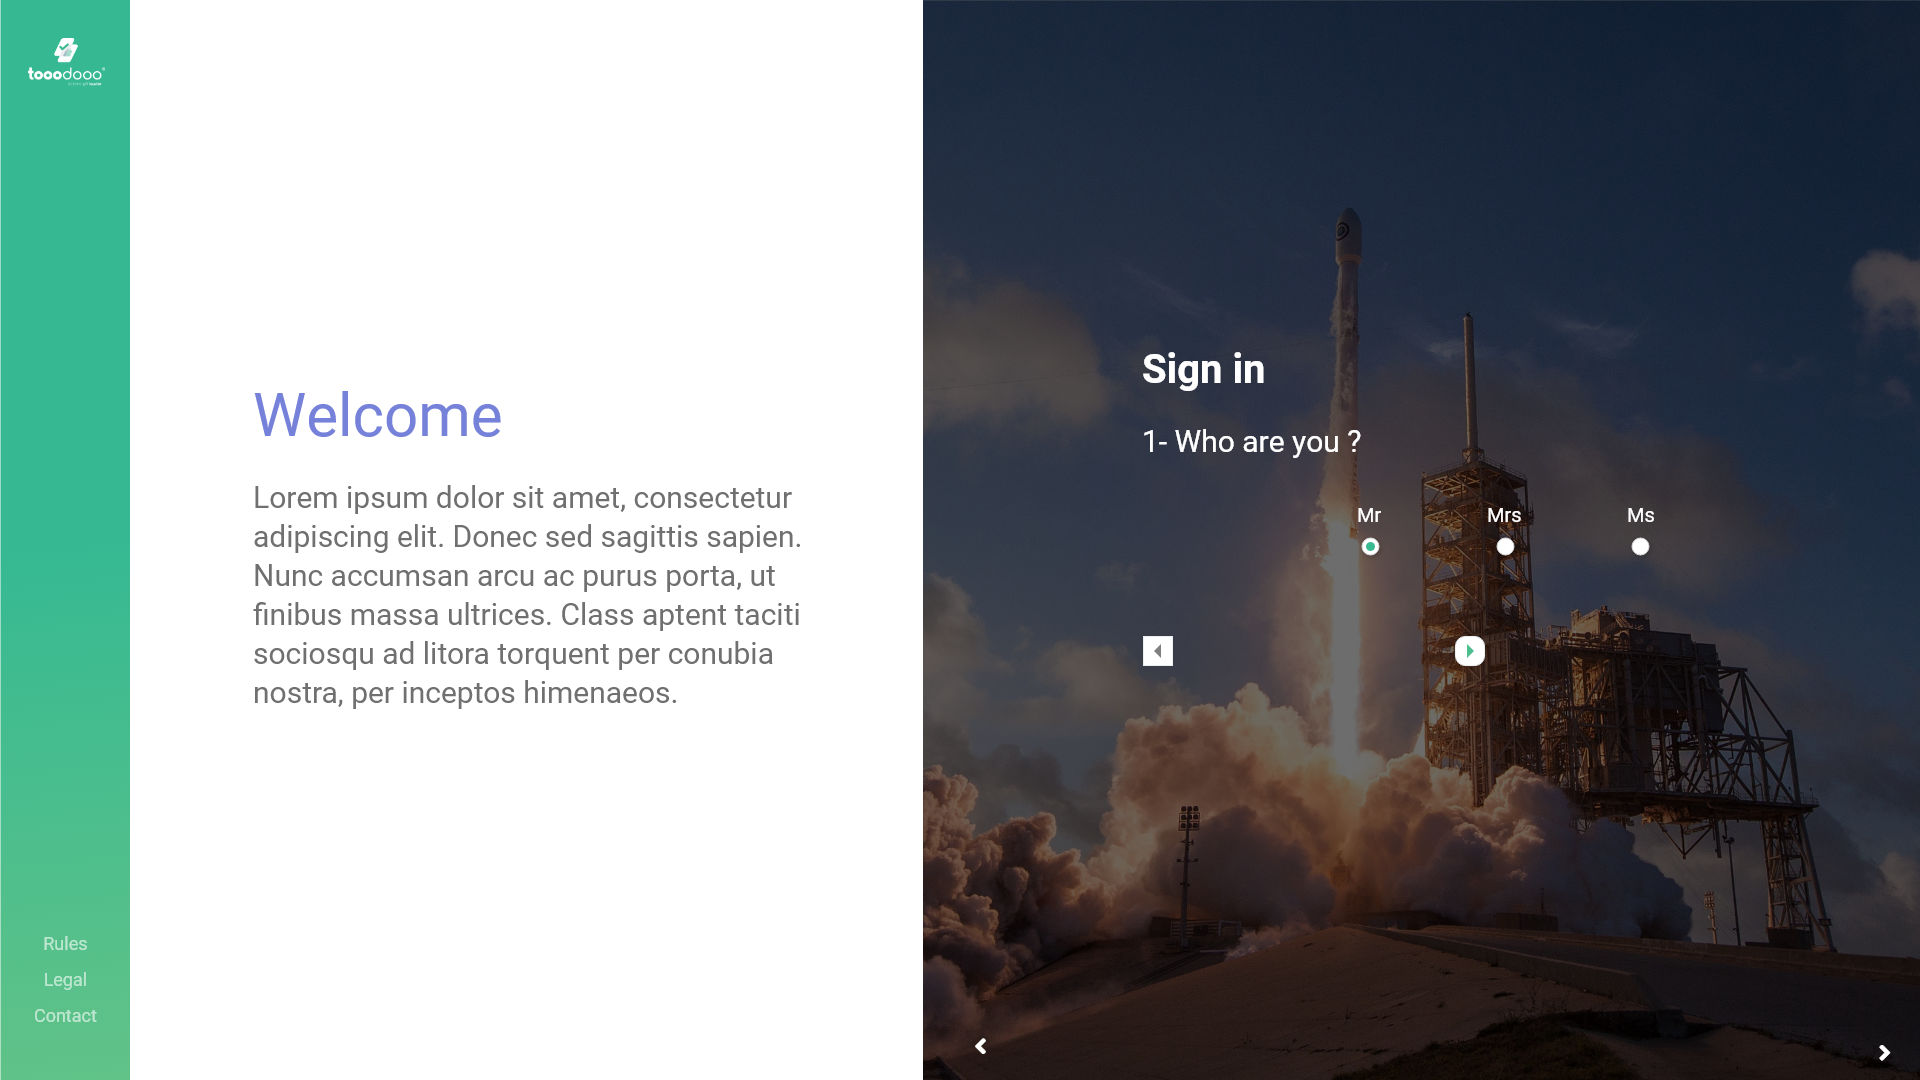 tooodooo
Welcome
Lorem ipsum dolor sit amet, consectetur
adipiscing elit. Donec sed sagittis sapien.
Nunc accumsan arcu ac purus porta, ut
finibus massa ultrices. Class aptent taciti
sociosqu ad litora torquent per conubia
nostra, per inceptos himenaeos.
Rules
Legal
Contact
Sign in
1- Who are you ?
Mr Mrs Ms